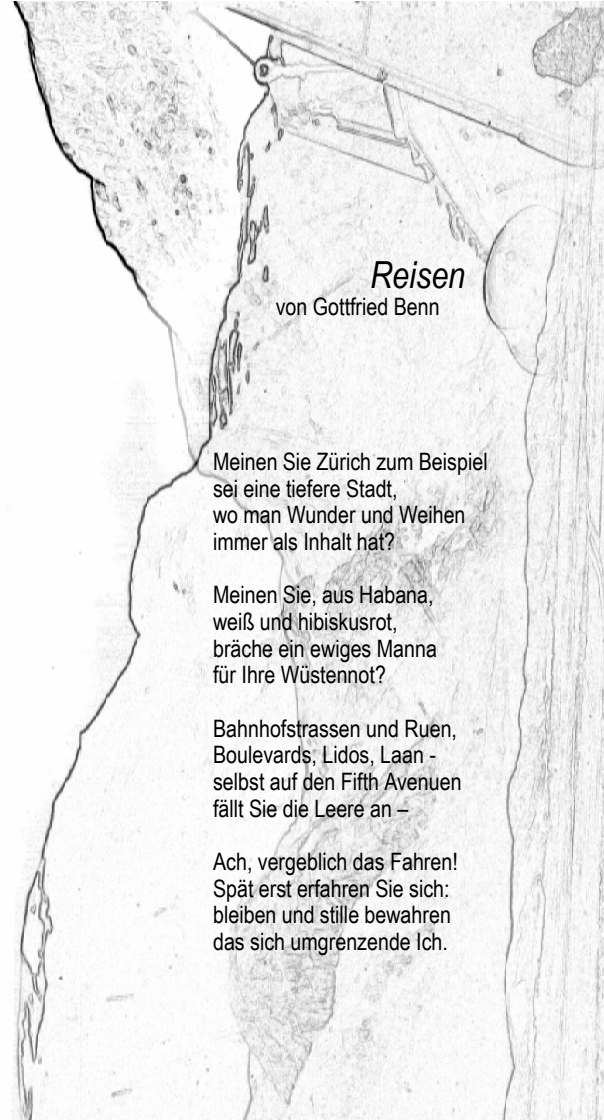 Reisen
von Gottfried Benn
Meinen Sie Zürich zum Beispiel
sei eine tiefere Stadt,
wo man Wunder und Weihen
immer als Inhalt hat?
Meinen Sie, aus Habana,
weiß und hibiskusrot,
bräche ein ewiges Manna
für Ihre Wüstennot?
Bahnhofstrassen und Ruen,
Boulevards, Lidos, Laan -
selbst auf den Fifth Avenuen
fällt Sie die Leere an –
Ach, vergeblich das Fahren!
Spät erst erfahren Sie sich:
bleiben und stille bewahren
das sich umgrenzende Ich.